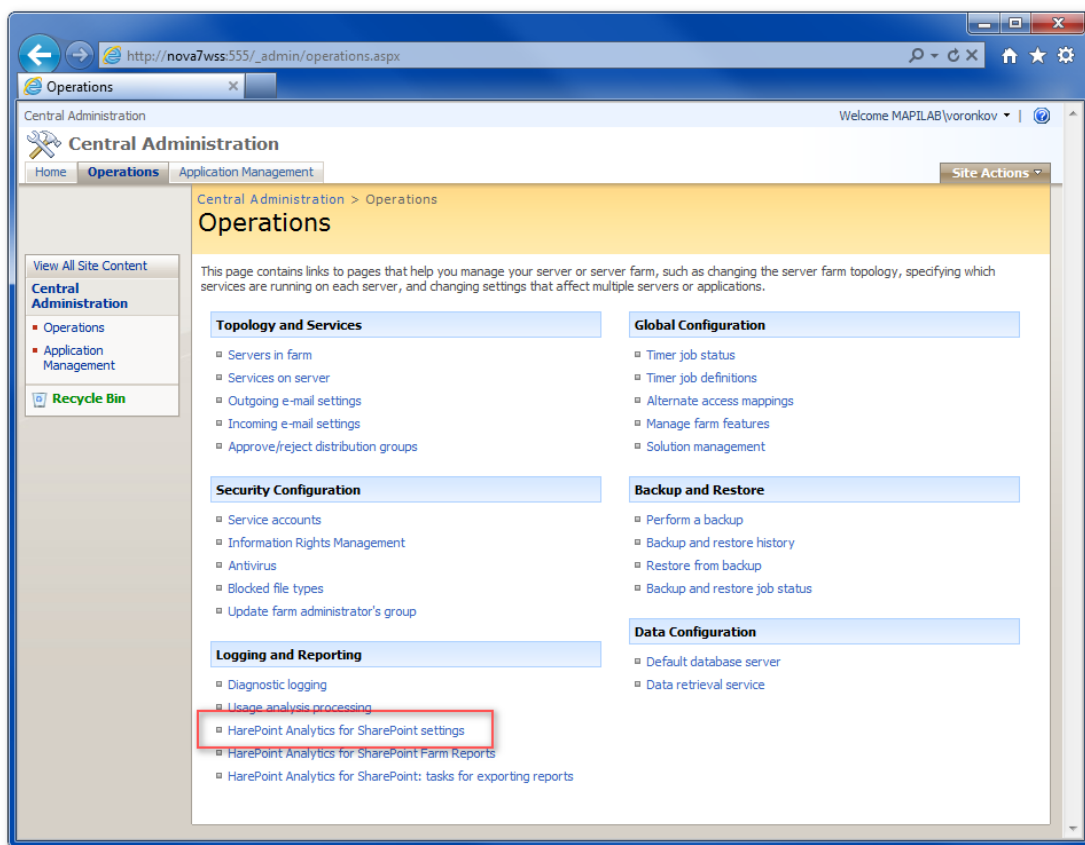 http://nova7wss:555/_admin/operations.aspx
Operations
Central Administration
Welcome MAPILAB\voronkov
Central Administration
Home Operations Application Management
Site Actions
Central Administration > Operations
Operations
View All Site Content
Central
Administration
Operations
Application
Management
Recycle Bin
This page contains links to pages that help you manage your server or server farm, such as changing the server farm topology, specifying which
services are running on each server, and changing settings that affect multiple servers or applications.
Topology and Services
Servers in farm
Services on server
Outgoing e-mail settings
Incoming e-mail settings
Approve/reject distribution groups
Security Configuration
Service accounts
Information Rights Management
Antivirus
Blocked file types
Update farm administrator's group
Logging and Reporting
Diagnostic logging
Usage analysis processing
HarePoint Analytics for SharePoint settings
HarePoint Analytics for SharePoint Farm Reports
HarePoint Analytics for SharePoint: tasks for exporting reports
Global Configuration
Timer job status
Timer job definitions
Alternate access mappings
Manage farm features
Solution management
Backup and Restore
Perform a backup
Backup and restore history
Restore from backup
Backup and restore job status
Data Configuration
Default database server
Data retrieval service